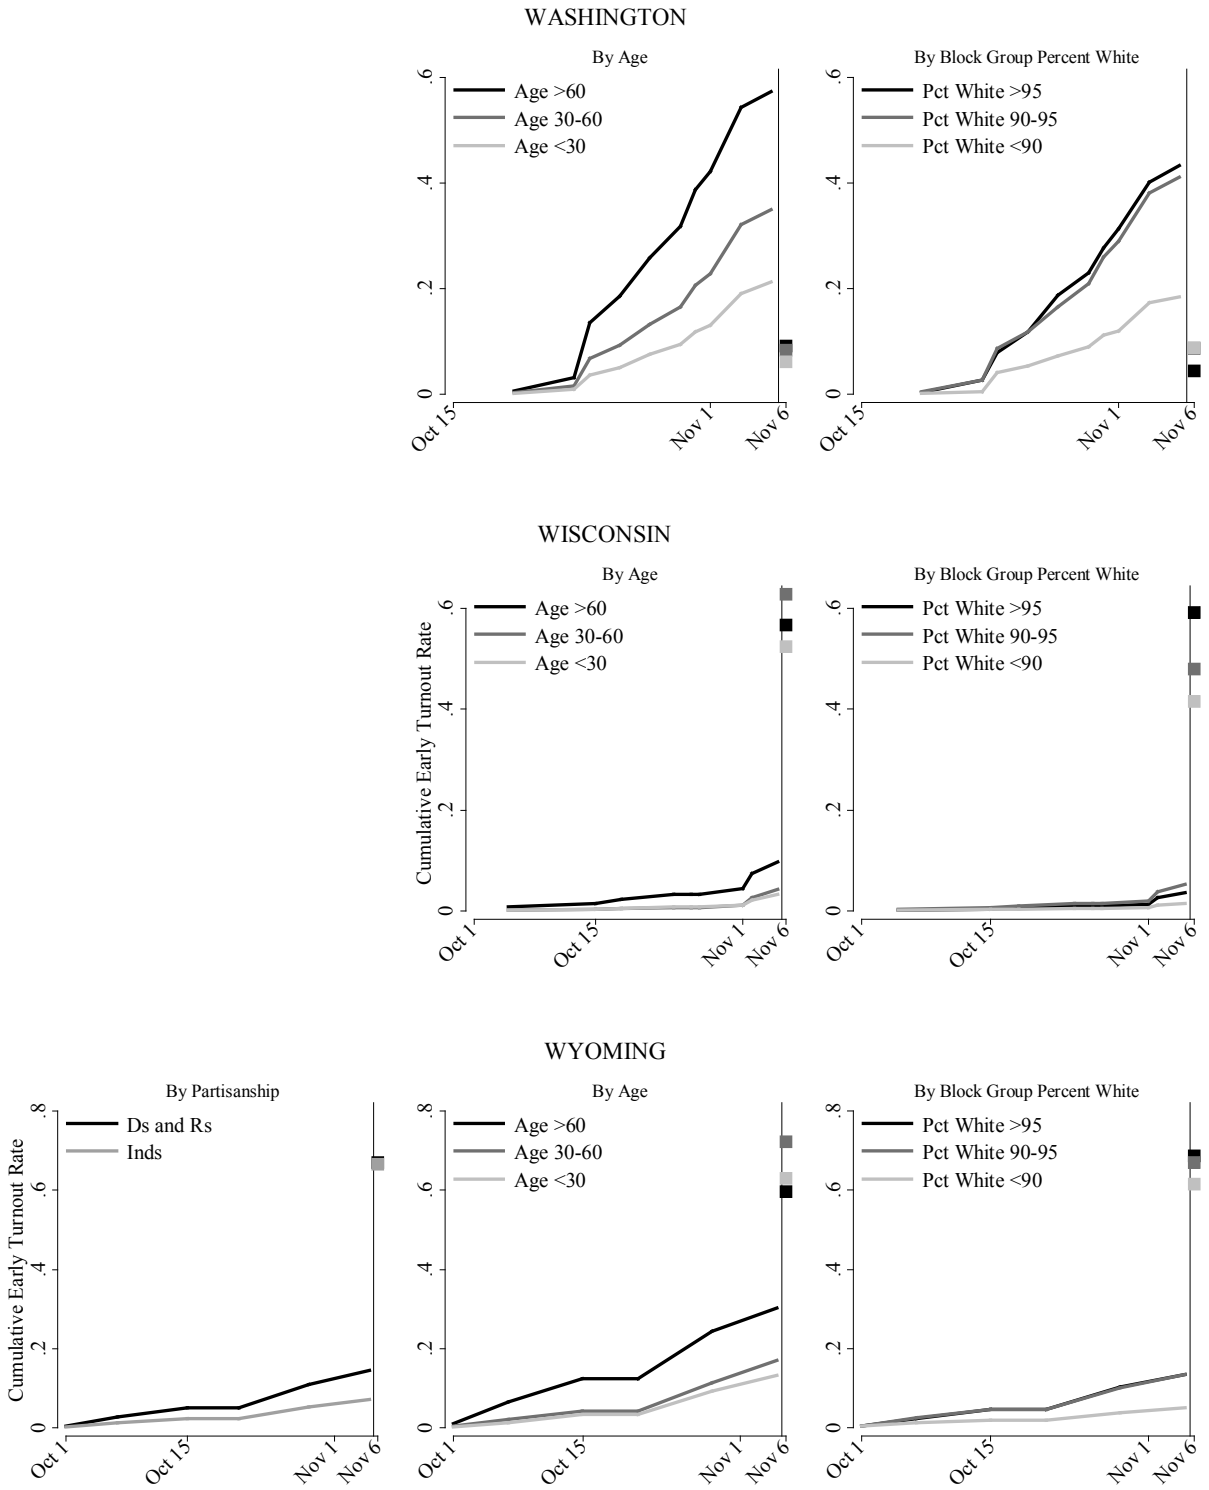 WASHINGTON
By Age
Age >60
Age 30-60
Age <30
.6
.4
.2
0
Oct 15
Nov 1
Nov 6
By Block Group Percent White
Pct White >95
Pct White 90-95
Pct White <90
.6
.4
.2
0
Oct 15
Nov 1
Nov 6
WISCONSIN
By Age
Age >60
Age 30-60
Age <30
Cumulative Early Turnout Rate
.6
.4
.2
0
Oct 1
Oct 15
Nov 1
Nov 6
By Block Group Percent White
Pct White >95
Pct White 90-95
Pct White <90
.6
.4
.2
0
Oct 1
Oct 15
Nov 1
Nov 6
WYOMING
By Partisanship
Ds and Rs
Inds
Cumulative Early Turnout Rate
.8
.6
.4
.2
0
Oct 1
Oct 15
Nov 1
Nov 6
By Age
Age >60
Age 30-60
Age <30
.8
.6
.4
.2
0
Oct 1
Oct 15
Nov 1
Nov 6
By Block Group Percent White
Pct White >95
Pct White 90-95
Pct White <90
.8
.6
.4
.2
0
Oct 1
Oct 15
Nov 1
Nov 6